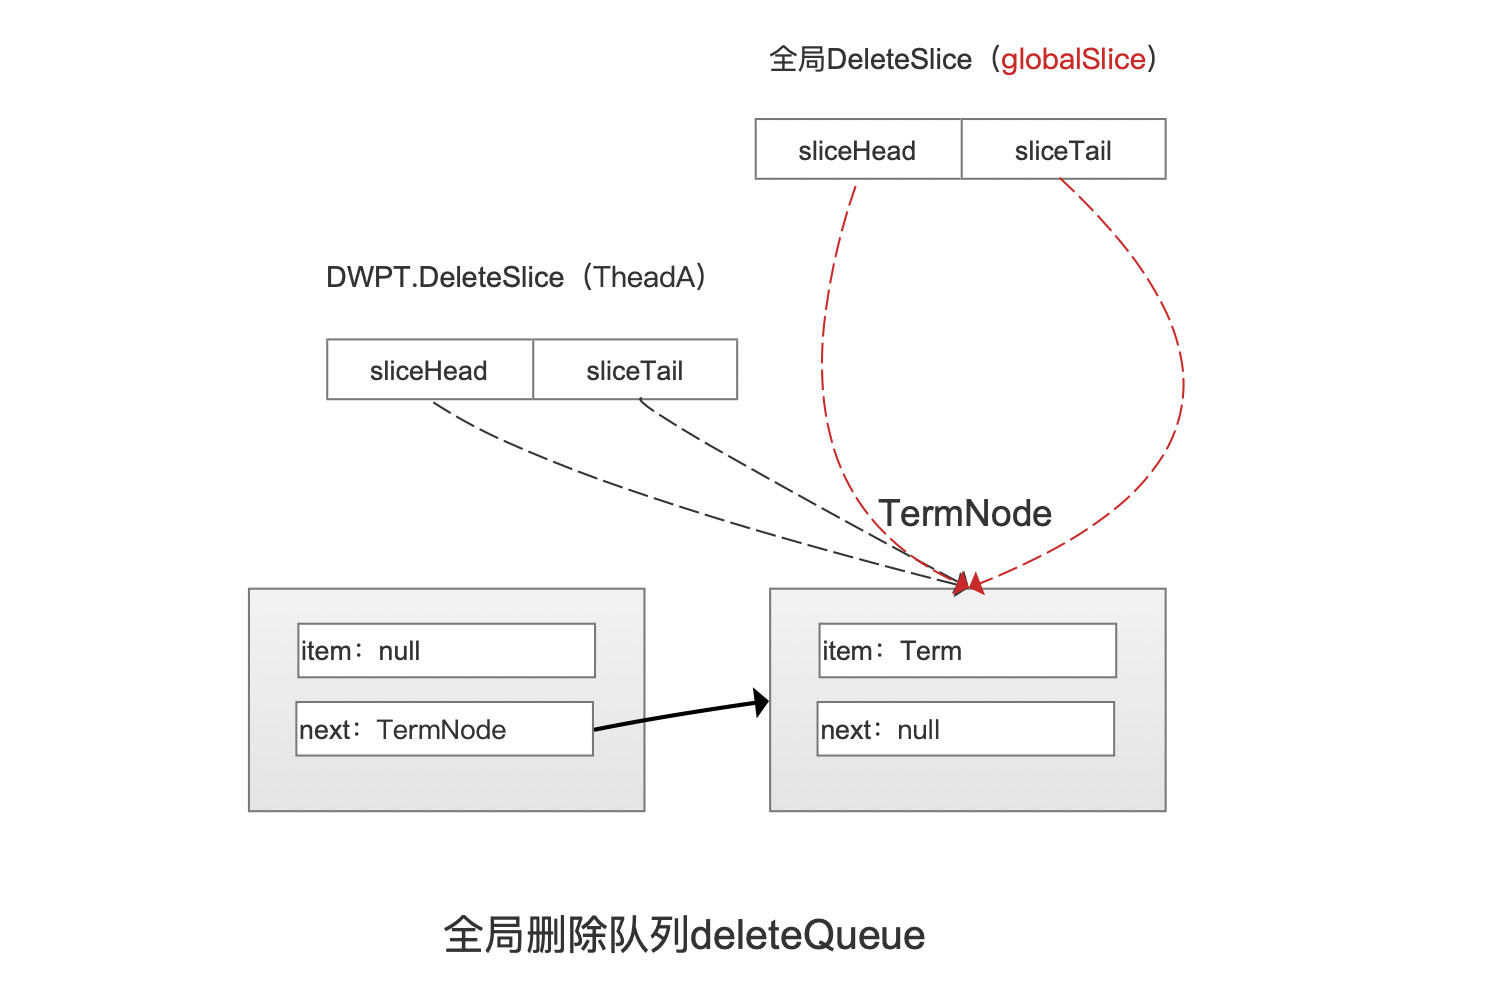 全局DeleteSlice（globalSlice）
sliceHead
sliceTail
DWPT.DeleteSlice（TheadA）
sliceHead
sliceTail
TermNode
item：null
next：TermNode
item：Term
next：null
全局删除队列deleteQueue